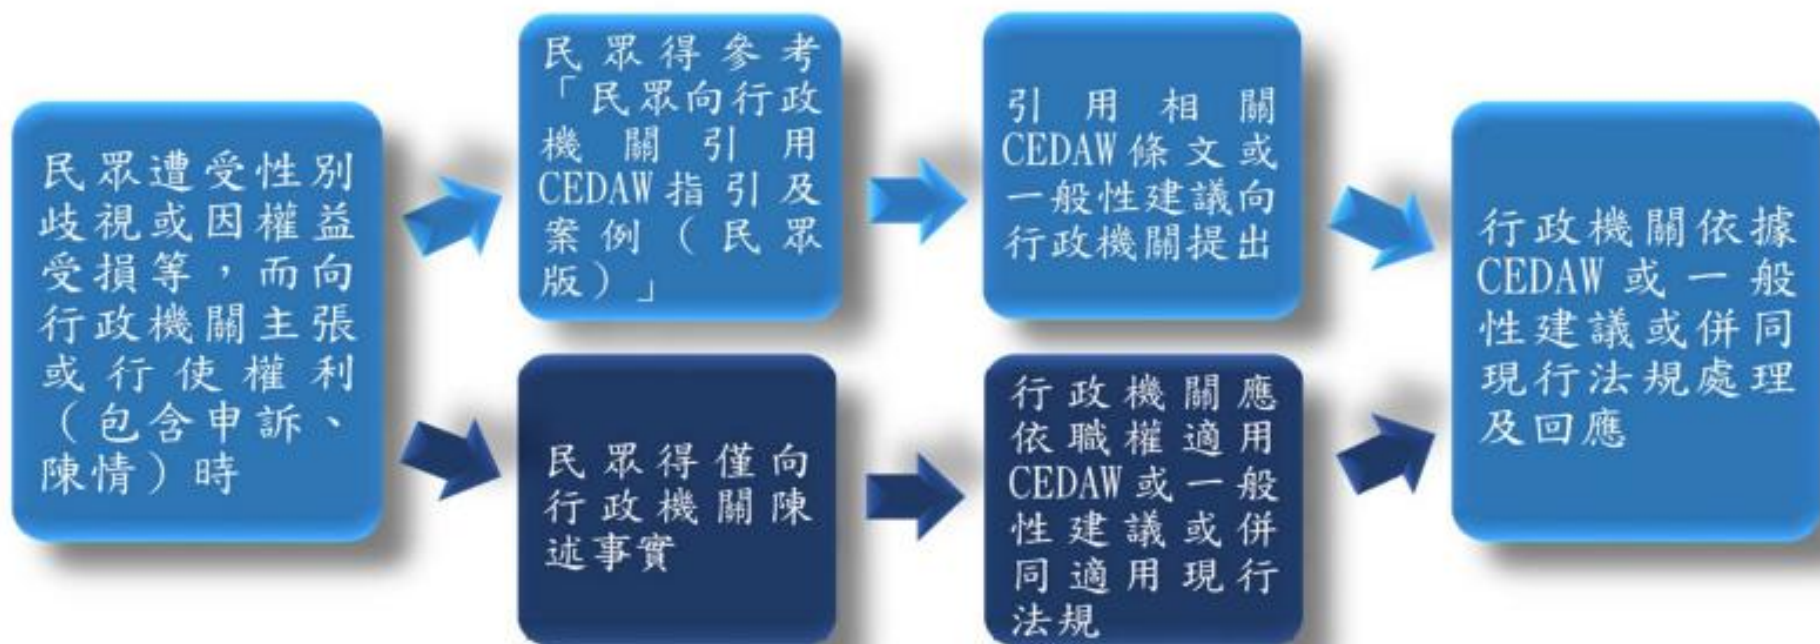 民眾遭受性別
歧視或因權益
受損等，而向
行政機關主張
或行使權利
（包含申訴、
陳情）時
民眾得參考
「民眾向行政
機關引用
CEDAW指引及
案例（民眾
版）」
引用相關
CEDAW條文或
一般性建議向
行政機關提出
民眾得僅向
行政機關陳
述事實
行政機關應
依職權適用
CEDAW或一般
性建議或併
同適用現行
法規
行政機關依據
CEDAW或一般
性建議或併同
現行法規處理
及回應